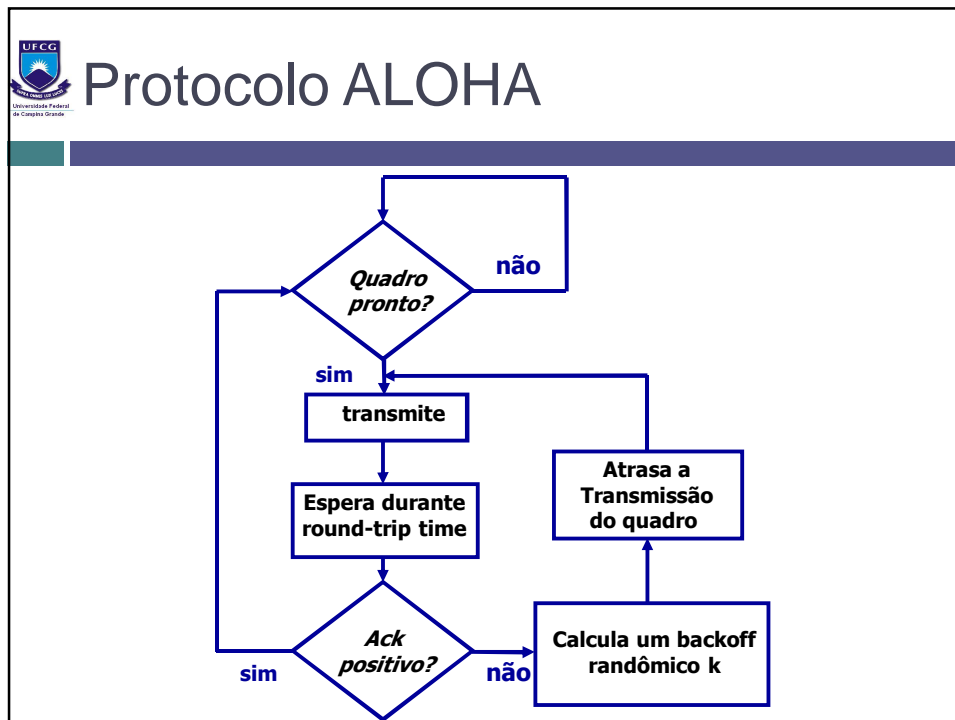 UFCG
Universidade Federal
de Campina Grande
Protocolo ALOHA
Quadro
pronto?
não
sim
transmite
Espera durante
round-trip time
Ack
positivo?
sim
não
Calcula um backoff
randômico k
Atrasa a
Transmissão
do quadro